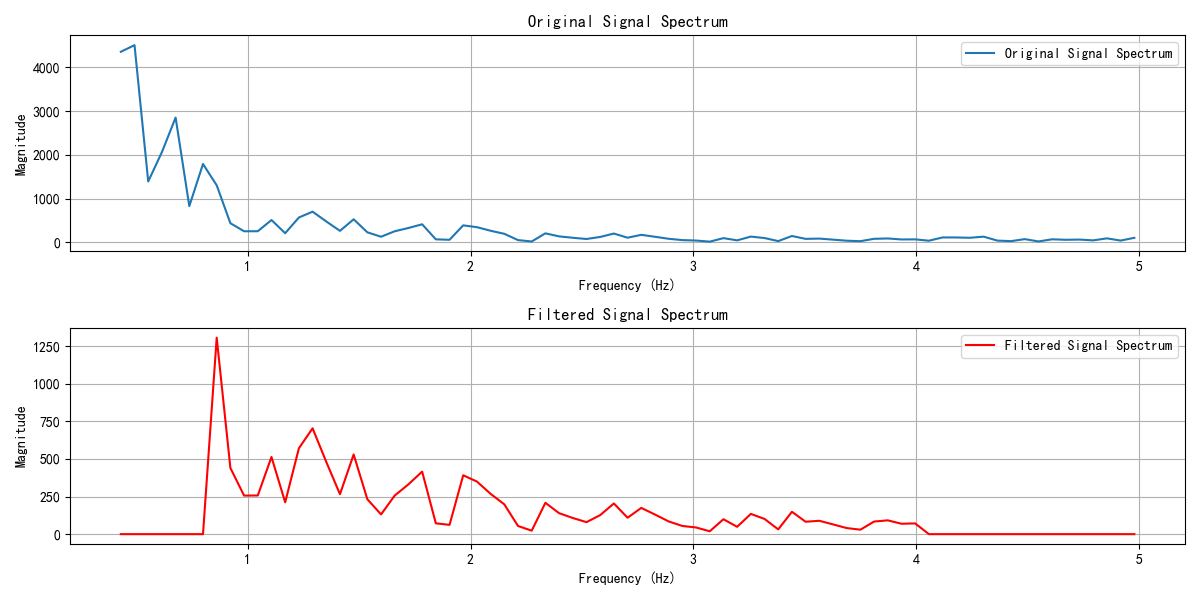 Original Signal Spectrum
Original Signal Spectrum
Magnitude
4000
3000
2000
1000
0
1 2 3 4 5
Frequency (Hz)
Filtered Signal Spectrum
Filtered Signal Spectrum
Magnitude
1250
1000
750
500
250
0
1 2 3 4 5
Frequency (Hz)